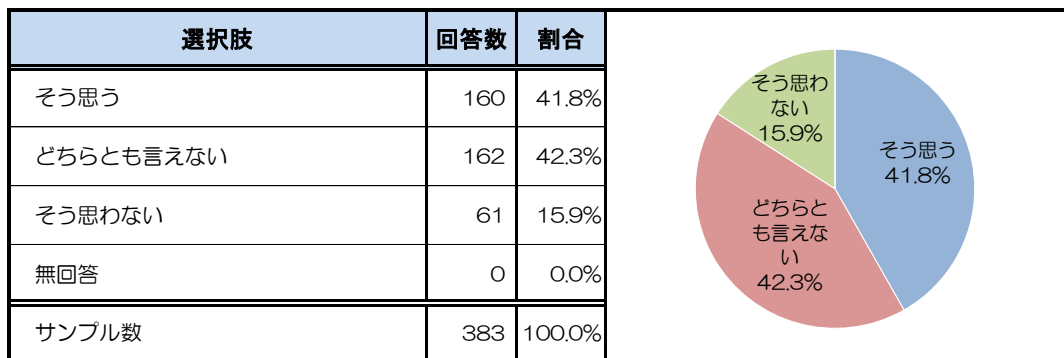 選択肢 回答数 割合
そう思う 160 41.8%
どちらとも言えない 162 42.3%
そう思わない 61 15.9%
無回答 0 0.0%
サンプル数 383 100.0%
そう思わ
ない
15.9%
そう思う
41.8%
どちらと
も言えな
い
42.3%